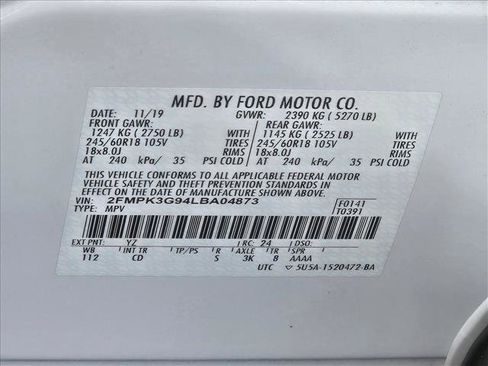 MFD. BY FORD MOTOR CO.
DATE: 11/19 GVWR: 2390 KG ( 5270 LB)
FRONT GAWR: REAR GAWR:
1247 KG ( 2750 LB) WITH 1145 KG ( 2525 LB) WITH
245/60R18 105V TIRES 245/60R18 105V TIRES
18x8.0J RIMS 18x8.0J RIMS
AT 240 kPa/ 35 PSI COLD AT 240 kPa/ 35 PSI COLD
THIS VEHICLE CONFORMS TO ALL APPLICABLE FEDERAL MOTOR
VEHICLE SAFETY AND THEFT PREVENTION STANDARDS IN
EFFECT ON THE DATE OF MANUFACTURE SHOWN ABOVE.
VIN: 2FMPK3G94LBA04873 F0141
TYPE: MPV T0391
EXT PNT: YZ RC: 24 DSO:
WB INT TR TP/PS R AX TR SPR
112 CD S 3K 8 AAAA
UTC 5U5A-1520472-BA